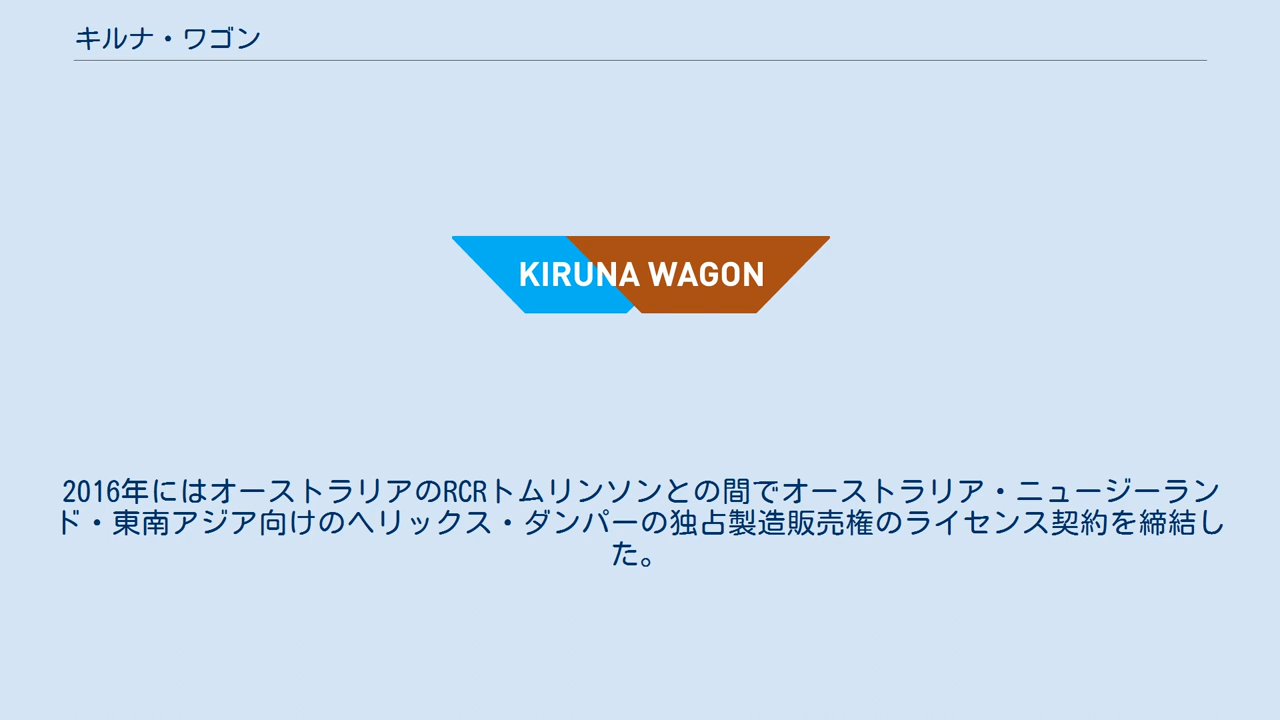 キルナ・ワゴン
KIRUNA WAGON
2016年にはオーストラリアのRCRトムリンソンとの間でオーストラリア・ニュージーラン
ド・東南アジア向けのヘリックス・ダンパーの独占製造販売権のライセンス契約を締結し
た。